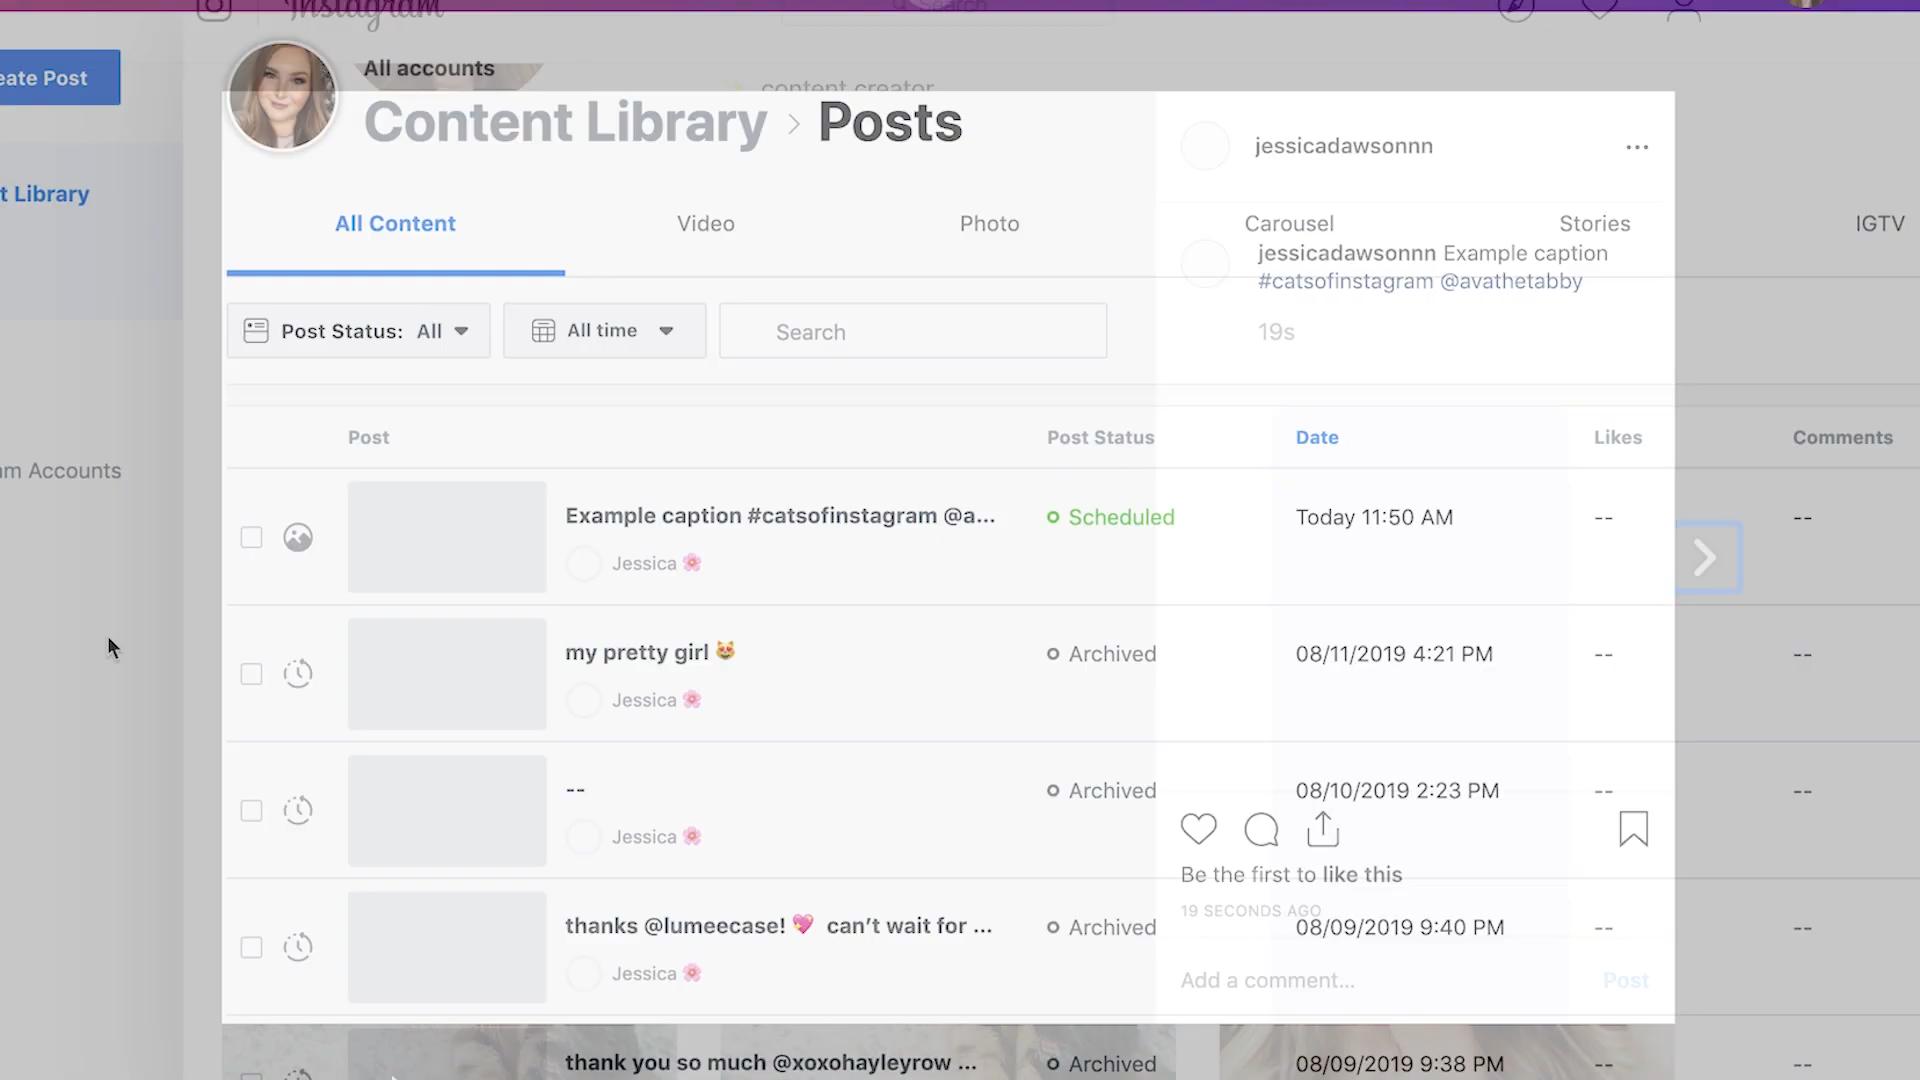 Instagram
Search
eate Post
All accounts
content creator
Content Library > Posts
jessicadawsonnn
t Library
All Content
Video
Photo
Carousel
Stories
IGTV
jessicadawsonnn Example caption
#catsofinstagram @avathetabby
19s
Post Status: All
All time
Search
Post
Post Status
Date
Likes
Comments
am Accounts
Example caption #catsofinstagram @a...
Jessica 🌸
Scheduled
Today 11:50 AM
--
--
my pretty girl 😻
Jessica 🌸
Archived
08/11/2019 4:21 PM
--
--
--
Jessica 🌸
Archived
08/10/2019 2:23 PM
--
--
Be the first to like this
19 SECONDS AGO
thanks @lumeecase! 💖 can't wait for ...
Jessica 🌸
Archived
08/09/2019 9:40 PM
--
--
Add a comment...
Post
thank you so much @xoxohayleyrow ...
Archived
08/09/2019 9:38 PM
--
--